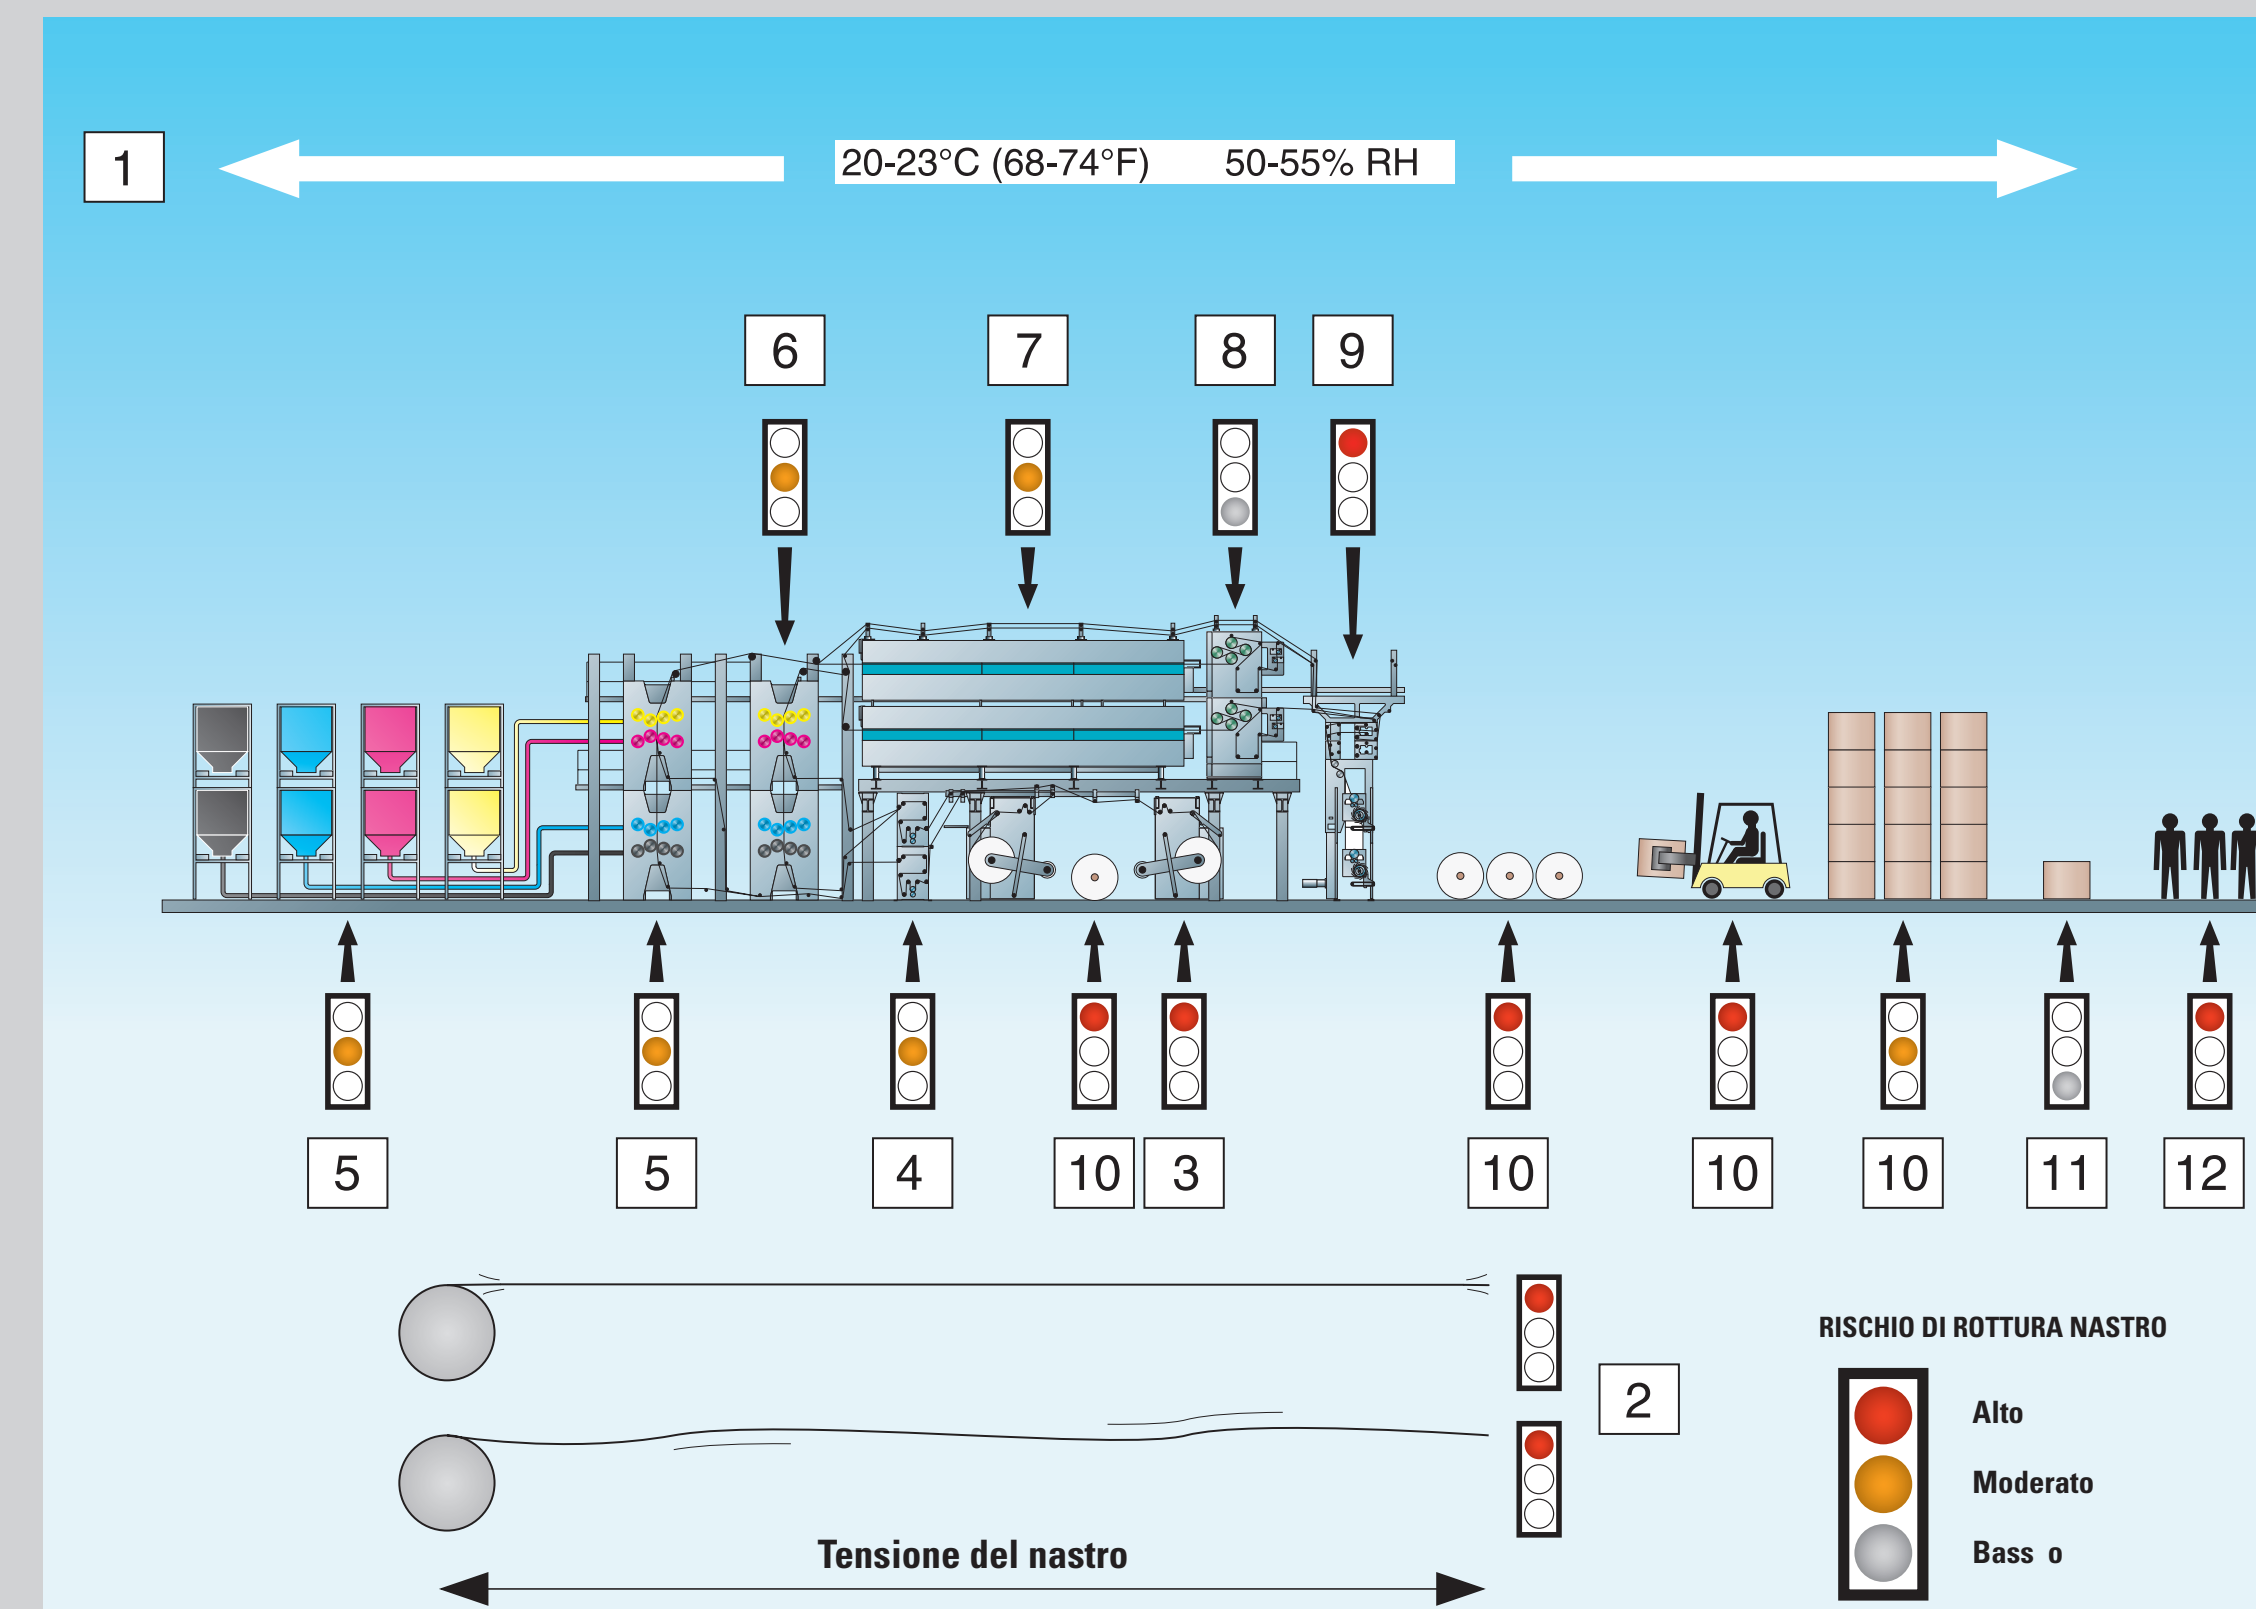 1
20-23°C (68-74°F) 50-55% RH
6 7 8 9
5 5 4 10 3 10 10 10 11 12
2
RISCHIO DI ROTTURA NASTRO
Alto
Moderato
Bass o
Tensione del nastro